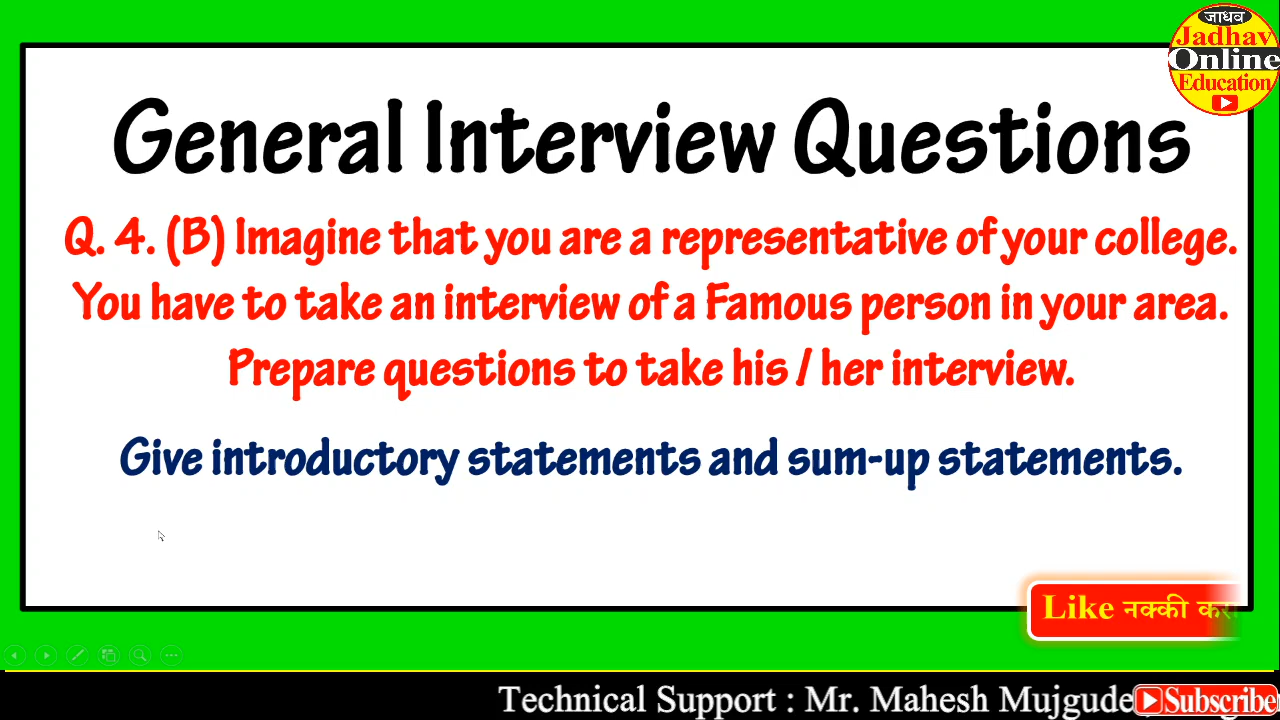 जाधव
Jadhav
Online
Education
General Interview Questions
Q. 4. (B) Imagine that you are a representative of your college.
You have to take an interview of a Famous person in your area.
Prepare questions to take his / her interview.
Give introductory statements and sum-up statements.
Like नक्की करा
Technical Support : Mr. Mahesh Mujgude
Subscribe